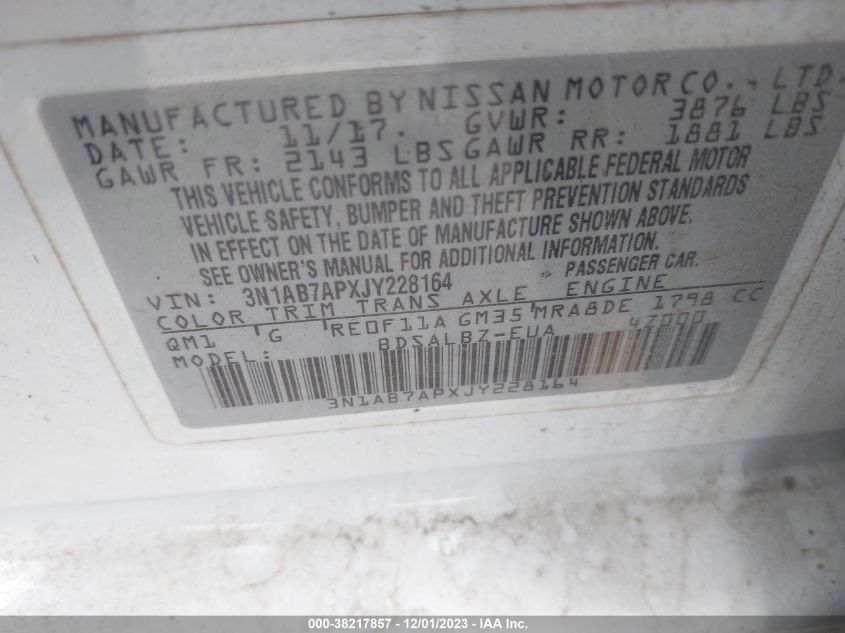 MANUFACTURED BY NISSAN MOTOR CO., LTD.
DATE: 11/17. GVWR: 3876 LBS
GAWR FR: 2143 LBS GAWR RR: 1881 LBS
THIS VEHICLE CONFORMS TO ALL APPLICABLE FEDERAL MOTOR
VEHICLE SAFETY, BUMPER AND THEFT PREVENTION STANDARDS
IN EFFECT ON THE DATE OF MANUFACTURE SHOWN ABOVE.
SEE OWNER'S MANUAL FOR ADDITIONAL INFORMATION.
VIN: 3N1AB7APXJY228164 PASSENGER CAR.
COLOR TRIM TRANS AXLE ENGINE
QM1 'G RE0F11A GM35'MRA8DE 1798 CC
MODEL: BDSALBZ-EUA 4Z000
3N1AB7APXJY228164
000-38217857 - 12/01/2023 - IAA Inc.